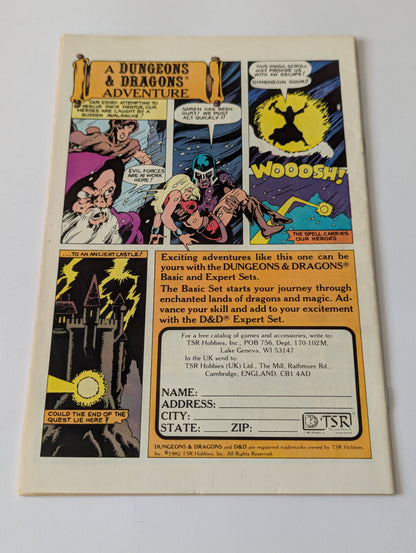 A DUNGEONS
& DRAGONS®
ADVENTURE
OUR STORY: ATTEMPTING TO
RESCUE THEIR MENTOR, OUR
HEROES ARE CAUGHT BY A
SUDDEN AVALANCHE!
EVIL FORCES
ARE AT WORK
HERE!
SAREN HAS BEEN
HURT! WE MUST
ACT QUICKLY!
THIS MAGIC SCROLL
MAY PROVIDE US
WITH AN ESCAPE!
DIMENSION DOOR!
WOOOSH!
THE SPELL CARRIES
OUR HEROES...
...TO AN ANCIENT CASTLE!
COULD THE END OF THE
QUEST LIE HERE?
Exciting adventures like this one can be
yours with the DUNGEONS & DRAGONS®
Basic and Expert Sets.
The Basic Set starts your journey through
enchanted lands of dragons and magic. Ad-
vance your skill and add to your excitement
with the D&D® Expert Set.
For a free catalog of games and accessories, write to:
TSR Hobbies, Inc., POB 756, Dept. 170-102M,
Lake Geneva, WI 53147
In the UK send to:
TSR Hobbies (UK) Ltd., The Mill, Rathmore Rd.,
Cambridge, ENGLAND, CB1 4AD
NAME:
ADDRESS:
CITY:
STATE: ZIP:
TSR
DUNGEONS & DRAGONS and D&D are registered trademarks owned by TSR Hobbies,
Inc. ©1982 TSR Hobbies, Inc. All Rights Reserved.